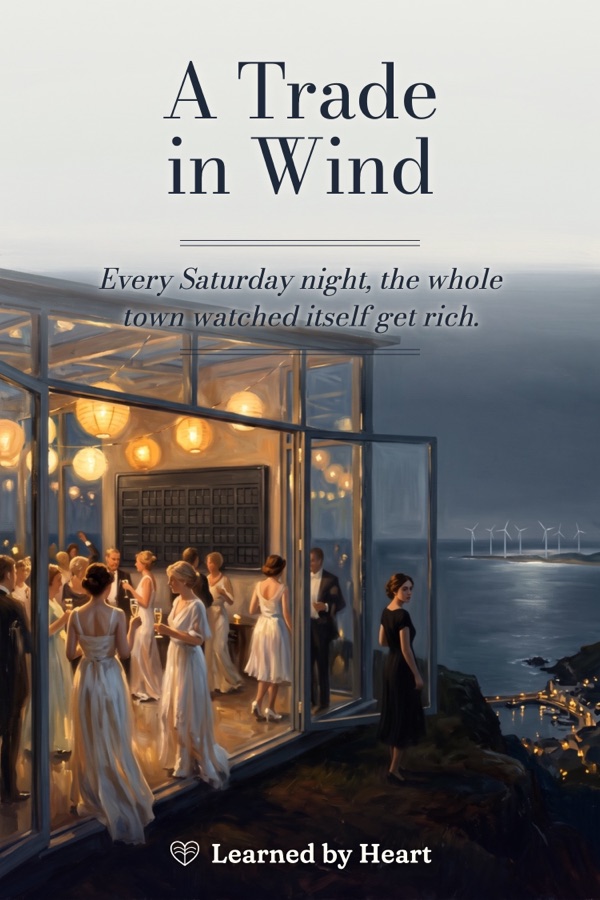 A Trade
in Wind
Every Saturday night, the whole
town watched itself get rich.
Learned by Heart